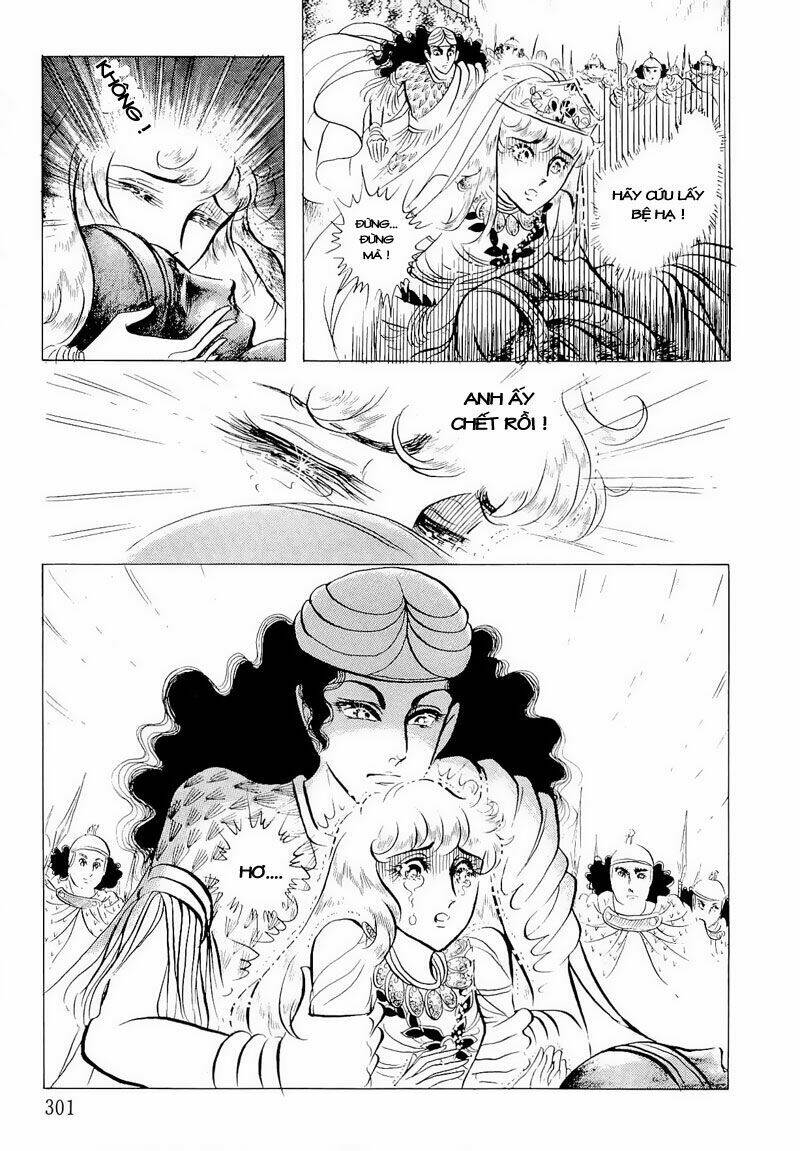 KHÔNG !
HÃY CỨU LẤY
BỆ HẠ !
ĐỪNG...
ĐỪNG
MÀ !
ANH ẤY
CHẾT RỒI !
HƠ....
301